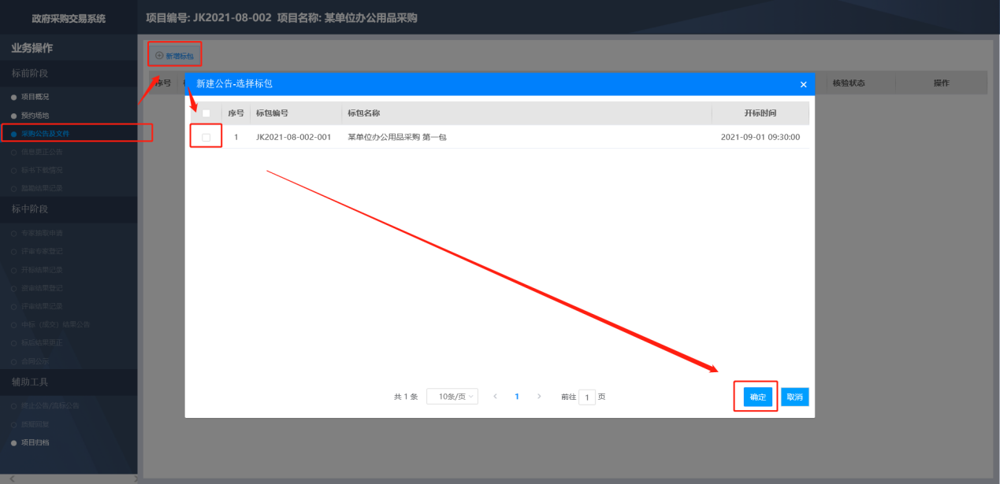 政府采购交易系统
项目编号: JK2021-08-002 项目名称: 某单位办公用品采购
业务操作
标前阶段
项目概况
预约场地
采购公告及文件
信息更正公告
标书下载情况
标中阶段
专家抽取申请
评审专家登记
开标结果记录
资审结果登记
评审结果记录
中标（成交）结果公告
标后结果更正
合同公示
辅助工具
终止公告/流标公告
质疑回复
项目归档
新增标包
序号
核验状态
操作
新建公告-选择标包
×
序号 标包编号 标包名称 开标时间
1 JK2021-08-002-001 某单位办公用品采购 第一包 2021-09-01 09:30:00
共 1 条 10条/页 < 1 > 前往 1 页
确定 取消